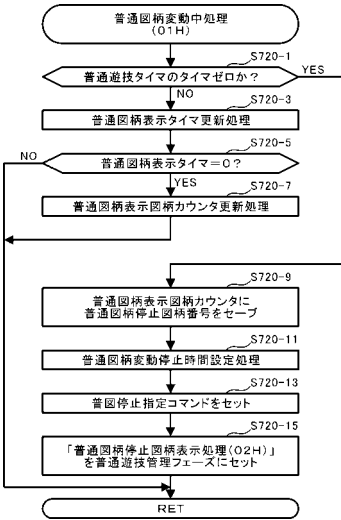 普通図柄変動中処理
(01H)
S720-1
普通遊技タイマのタイマゼロか?
YES
NO
S720-3
普通図柄表示タイマ更新処理
S720-5
NO
普通図柄表示タイマ=0?
YES
S720-7
普通図柄表示図柄カウンタ更新処理
S720-9
普通図柄表示図柄カウンタに
普通図柄停止図柄番号をセーブ
S720-11
普通図柄変動停止時間設定処理
S720-13
普図停止指定コマンドをセット
S720-15
「普通図柄停止図柄表示処理(02H)」
を普通遊技管理フェーズにセット
RET